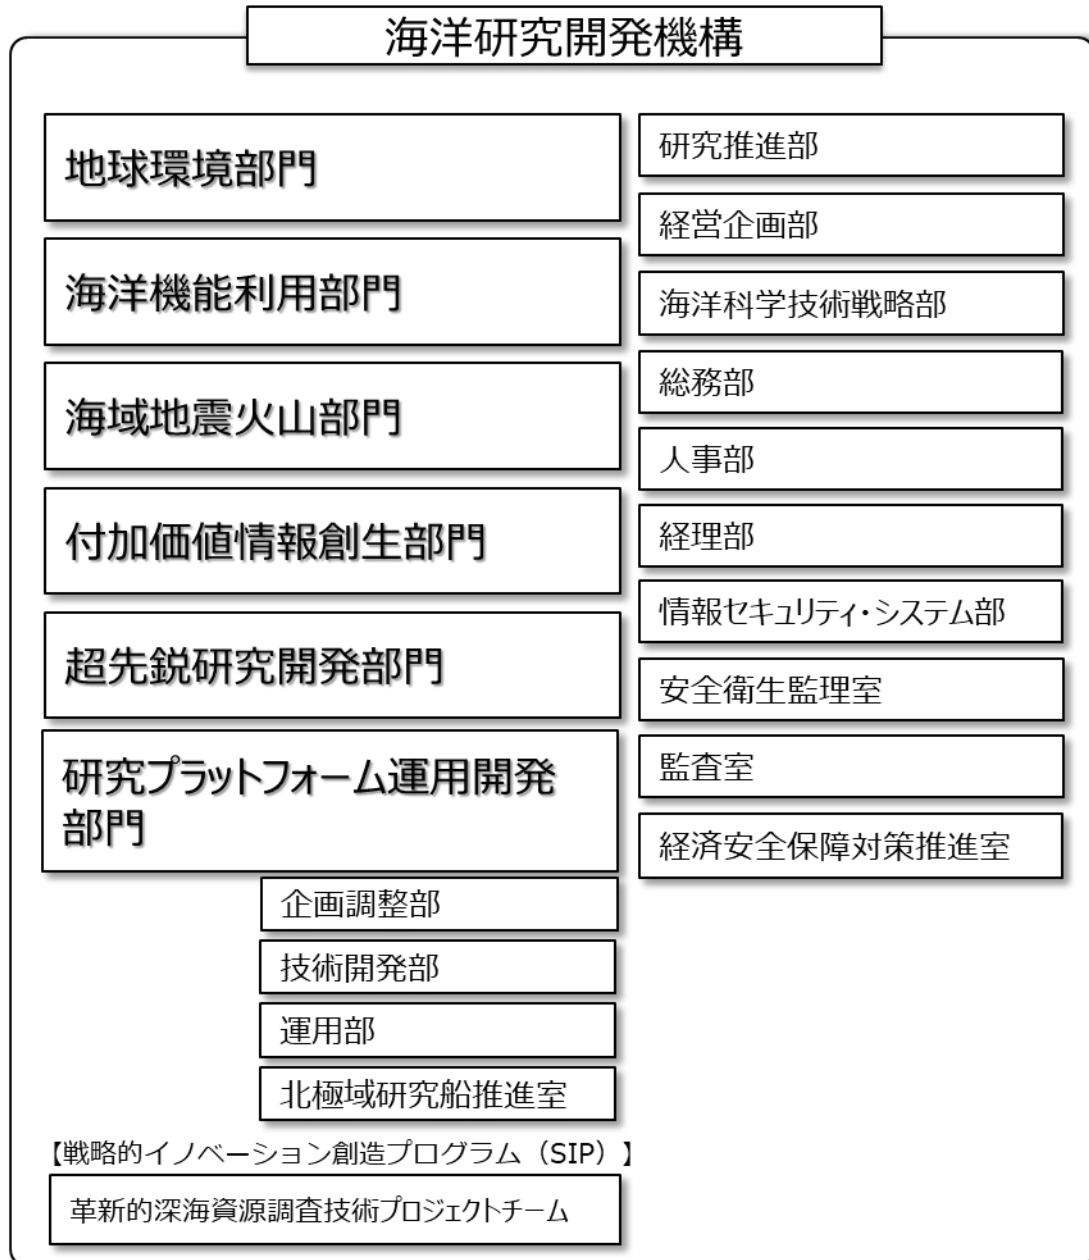 海洋研究開発機構
地球環境部門
海洋機能利用部門
海域地震火山部門
付加価値情報創生部門
超先鋭研究開発部門
研究プラットフォーム運用開発
部門
企画調整部
技術開発部
運用部
北極域研究船推進室
【戦略的イノベーション創造プログラム（SIP）】
革新的深海資源調査技術プロジェクトチーム
研究推進部
経営企画部
海洋科学技術戦略部
総務部
人事部
経理部
情報セキュリティ・システム部
安全衛生監理室
監査室
経済安全保障対策推進室